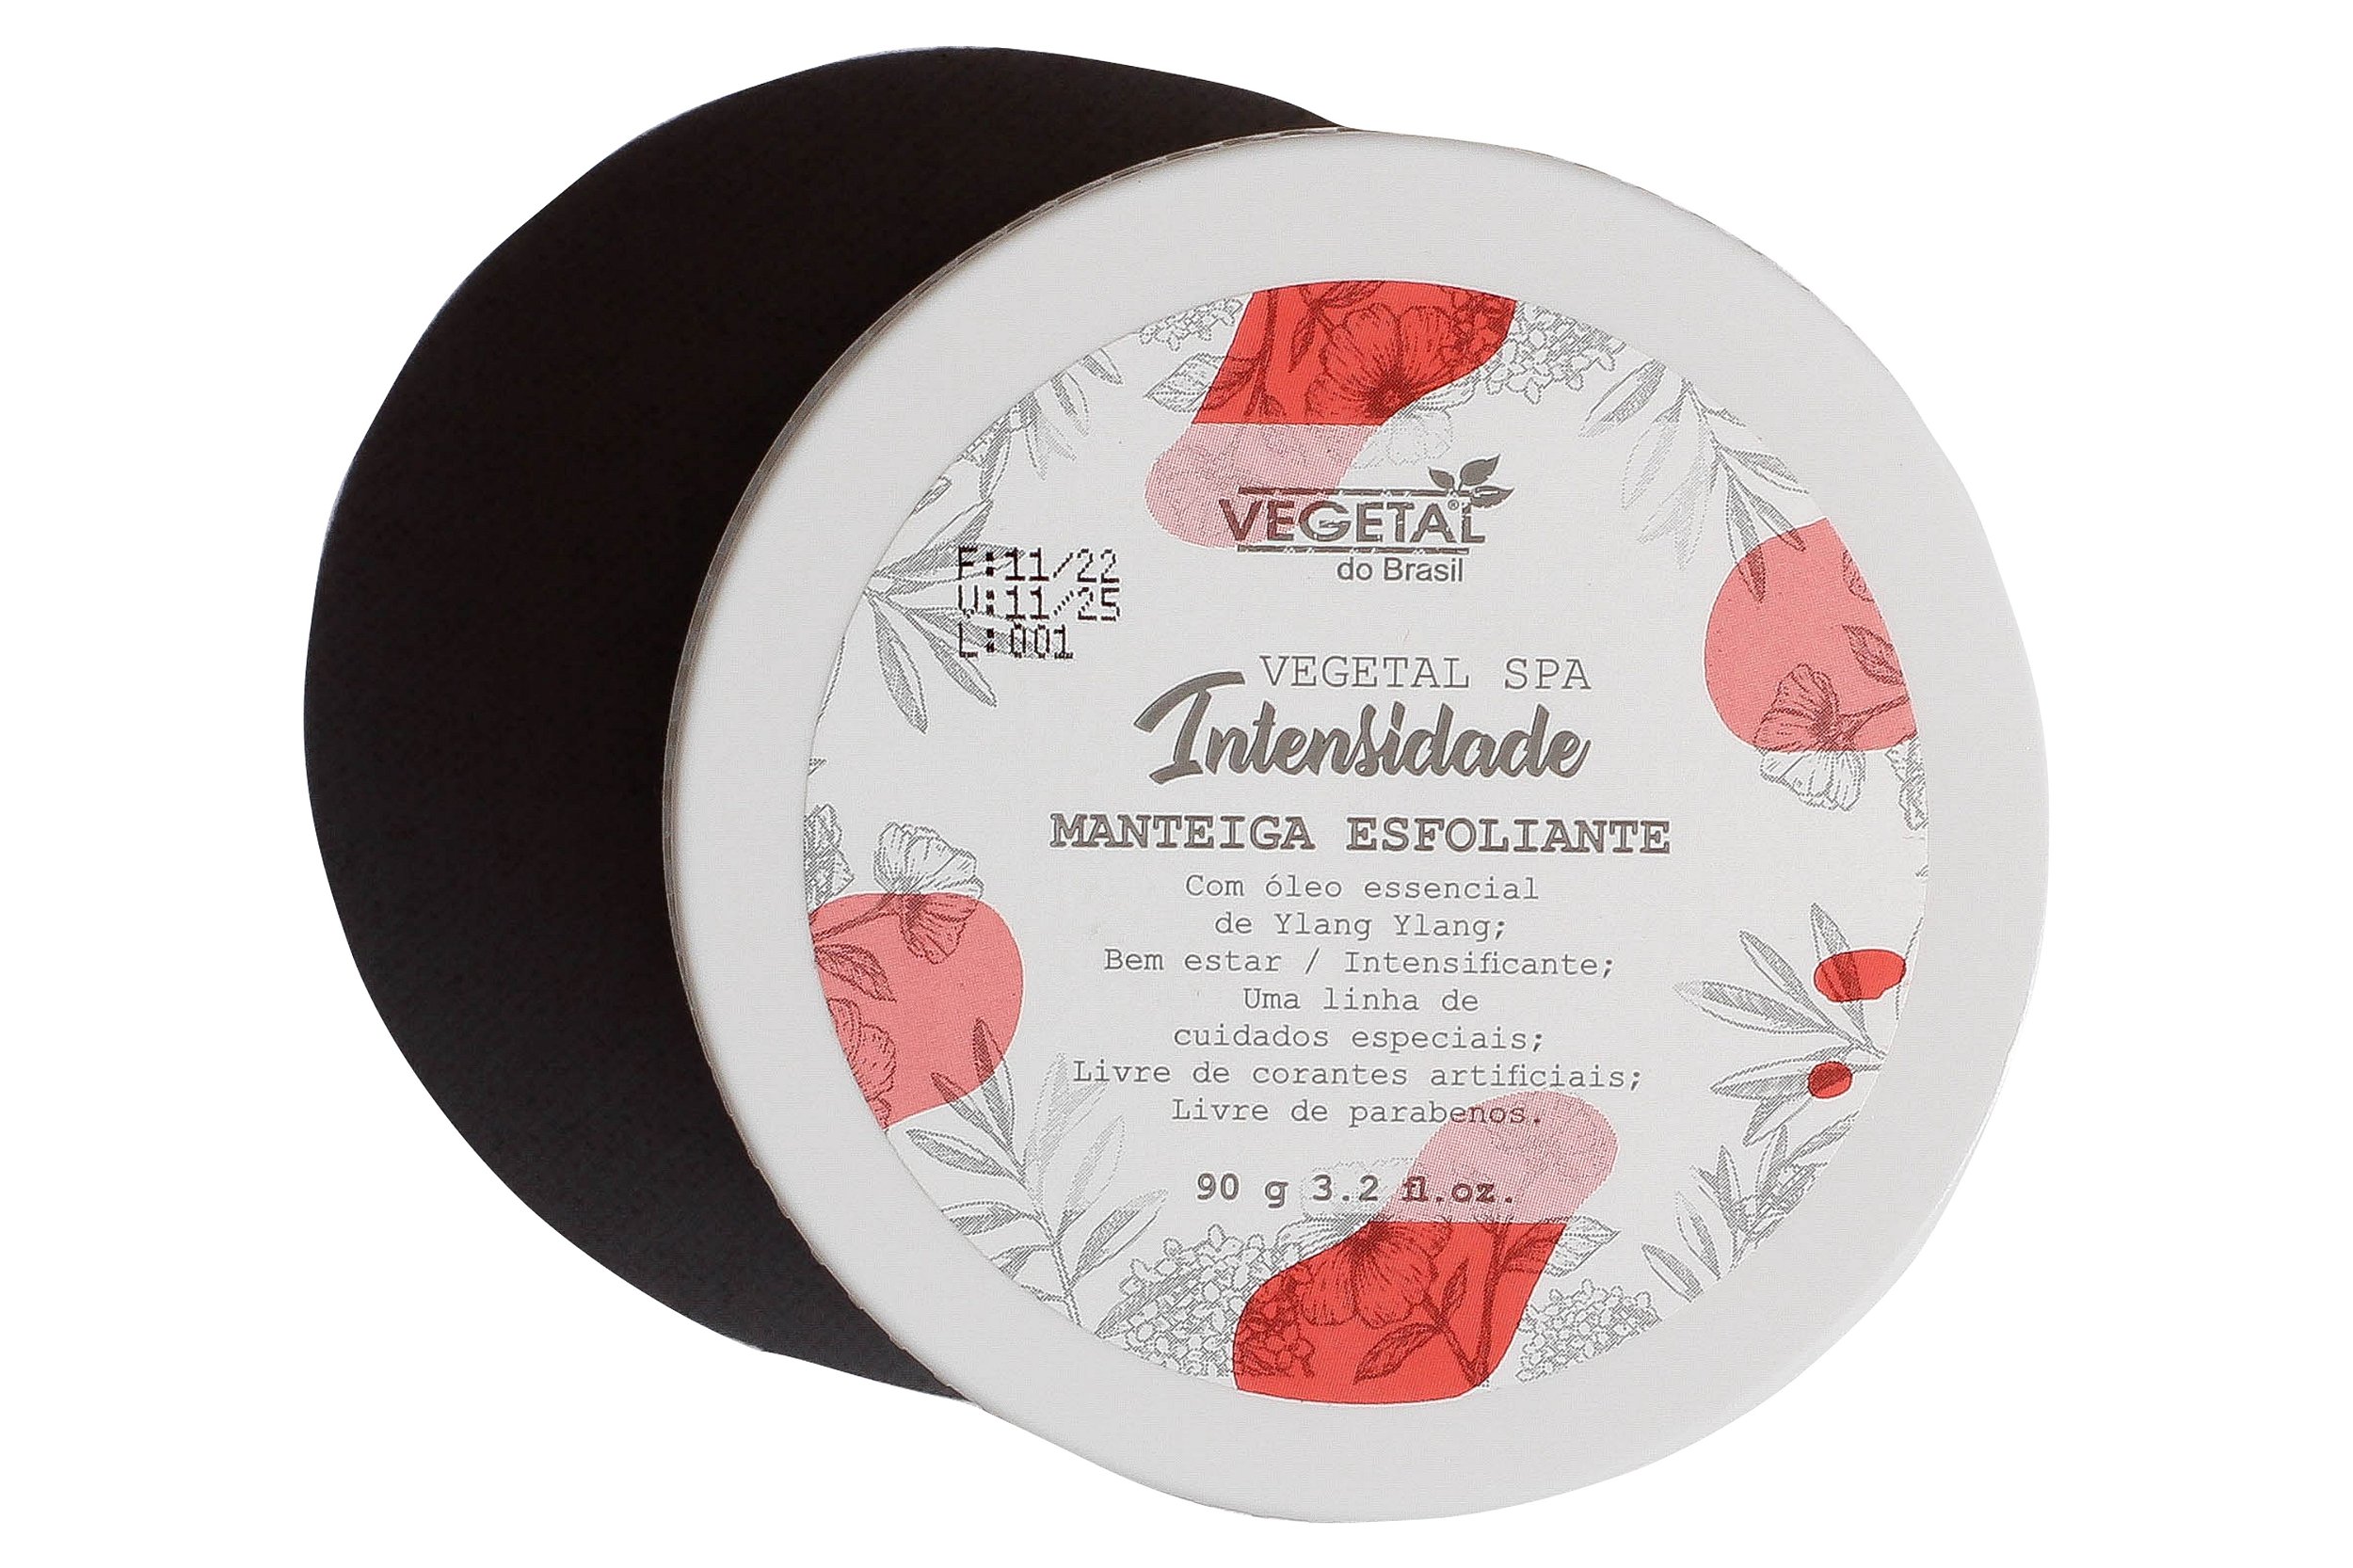 VEGETAL
do Brasil
F:11/22
V:11/25
L:001
VEGETAL SPA
Intensidade
MANTEIGA ESFOLIANTE
Com óleo essencial
de Ylang Ylang;
Bem estar / Intensificante;
Uma linha de
cuidados especiais;
Livre de corantes artificiais;
Livre de parabenos.
90 g 3.2 fl.oz.